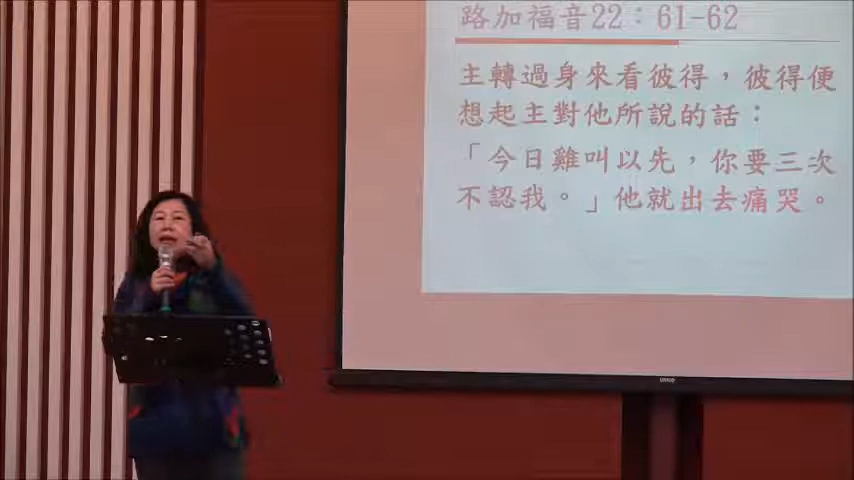 路加福音22：61-62
主轉過身來看彼得，彼得便
想起主對他所說的話：
「今日雞叫以先，你要三次
不認我。」他就出去痛哭。